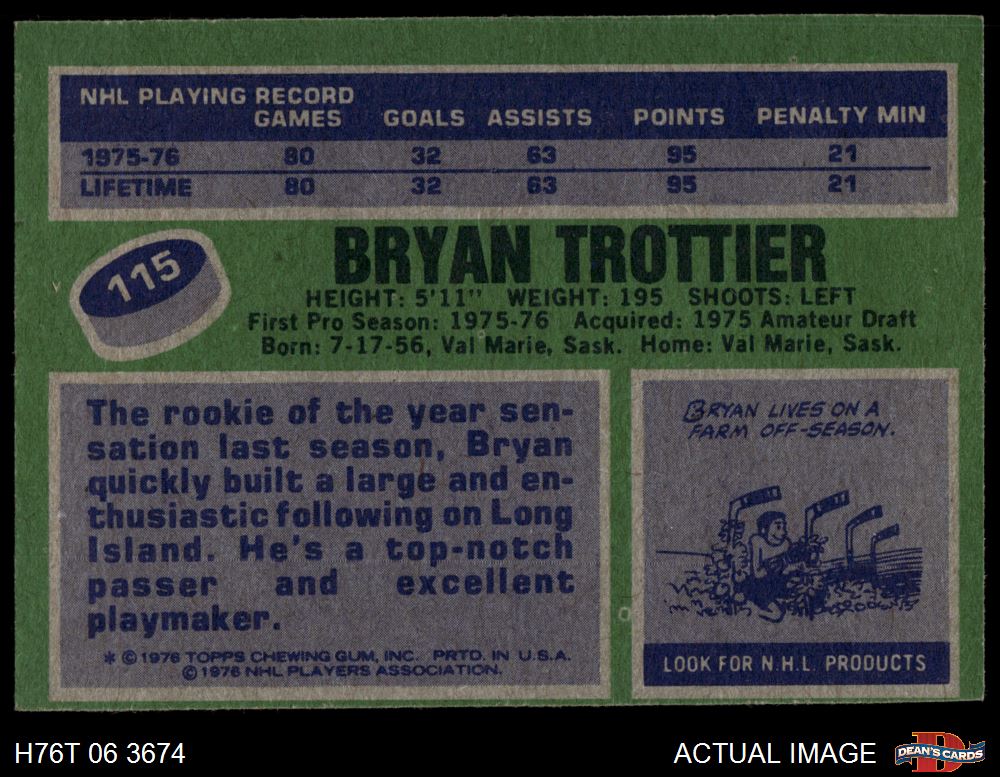 NHL PLAYING RECORD
GAMES GOALS ASSISTS POINTS PENALTY MIN
1975-76 80 32 63 95 21
LIFETIME 80 32 63 95 21
115
BRYAN TROTTIER
HEIGHT: 5'11" WEIGHT: 195 SHOOTS: LEFT
First Pro Season: 1975-76 Acquired: 1975 Amateur Draft
Born: 7-17-56, Val Marie, Sask. Home: Val Marie, Sask.
The rookie of the year sen-
sation last season, Bryan
quickly built a large and en-
thusiastic following on Long
Island. He's a top-notch
passer and excellent
playmaker.
* © 1976 TOPPS CHEWING GUM, INC. PRTD. IN U.S.A.
© 1976 NHL PLAYERS ASSOCIATION.
BRYAN LIVES ON A
FARM OFF-SEASON.
LOOK FOR N.H.L. PRODUCTS
H76T 06 3674
ACTUAL IMAGE
D
DEAN'S CARDS